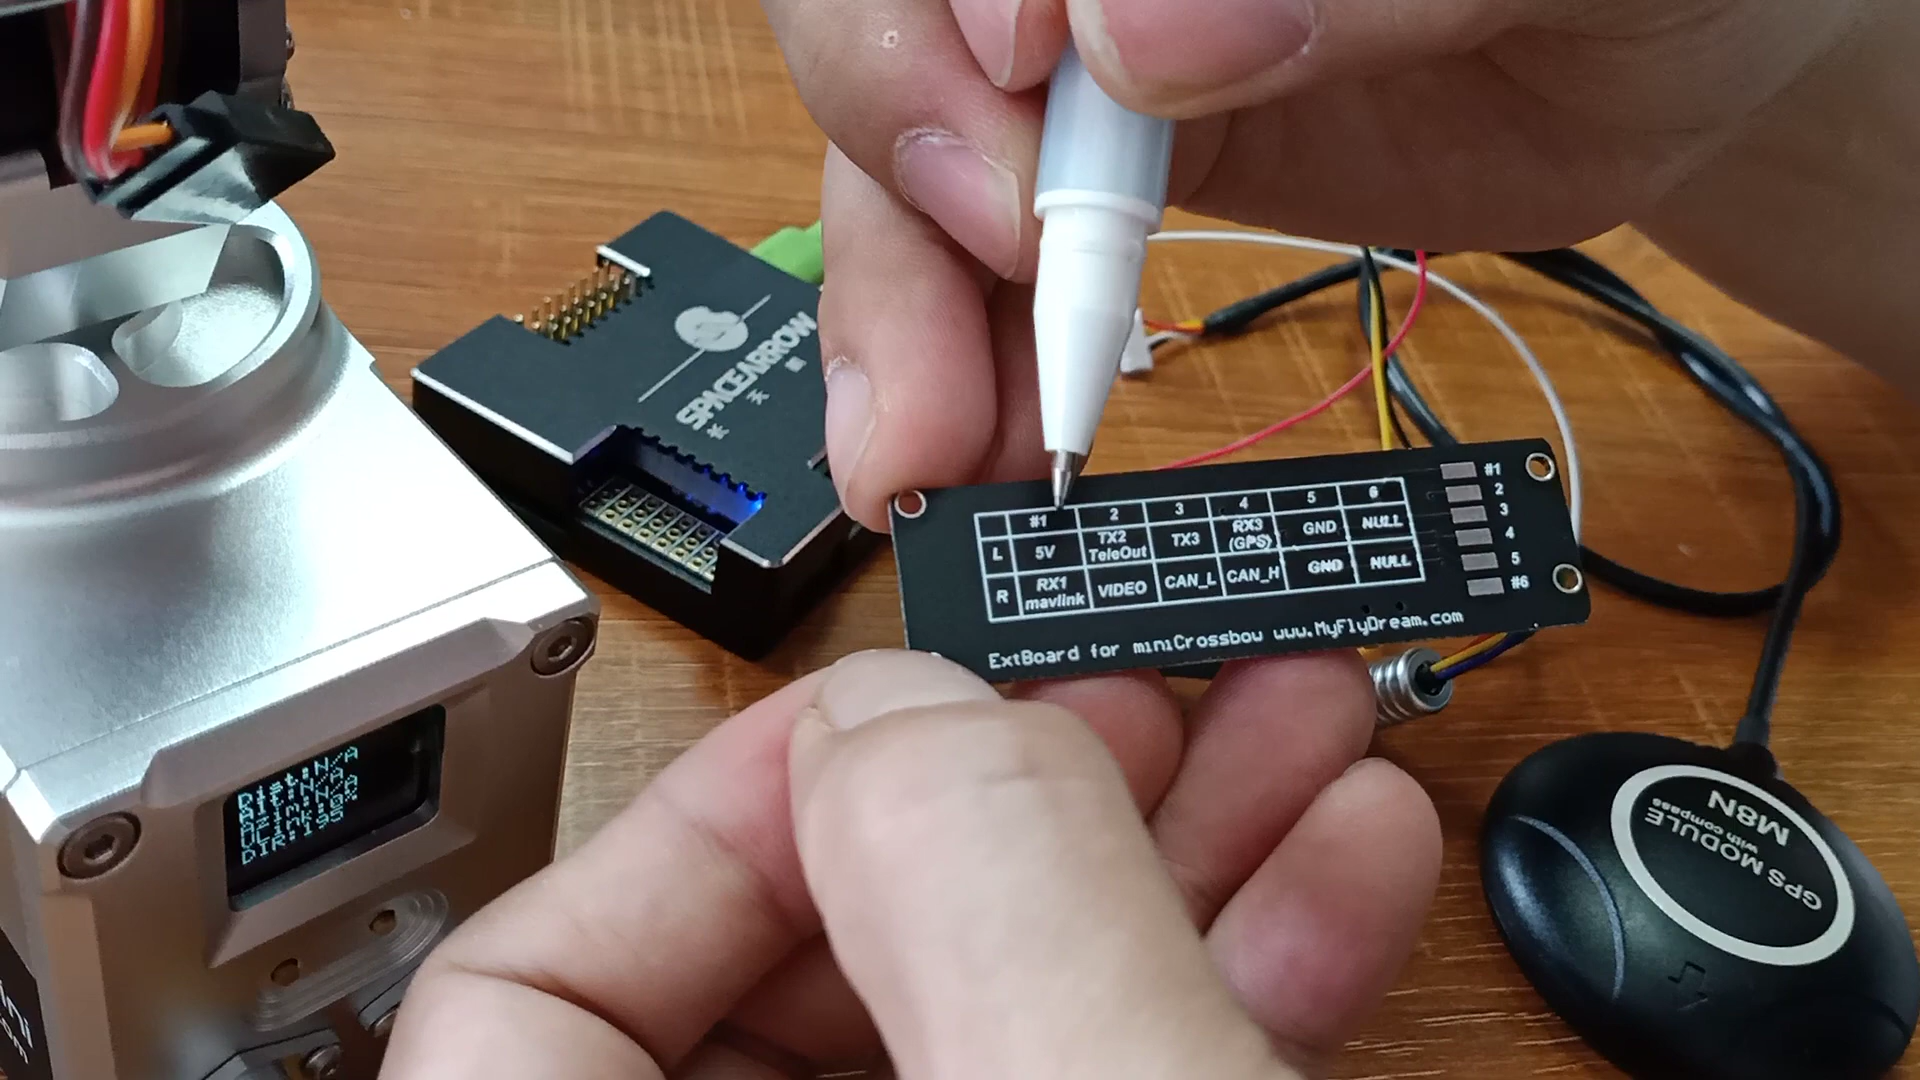 SPACEARROW
天
米
#1 2 3 4 5 6
L 5V TX2 TeleOut TX3 RX3 (GPS) GND NULL
R RX1 mavlink VIDEO CAN_L CAN_H GND NULL
ExtBoard for miniCrossbow www.MyFlyDream.com
#1
2
3
4
5
#6
Dist:N/A
Alt:N/A
Azim:N/A
DIR:195
GPS MODULE
with compass
M8N